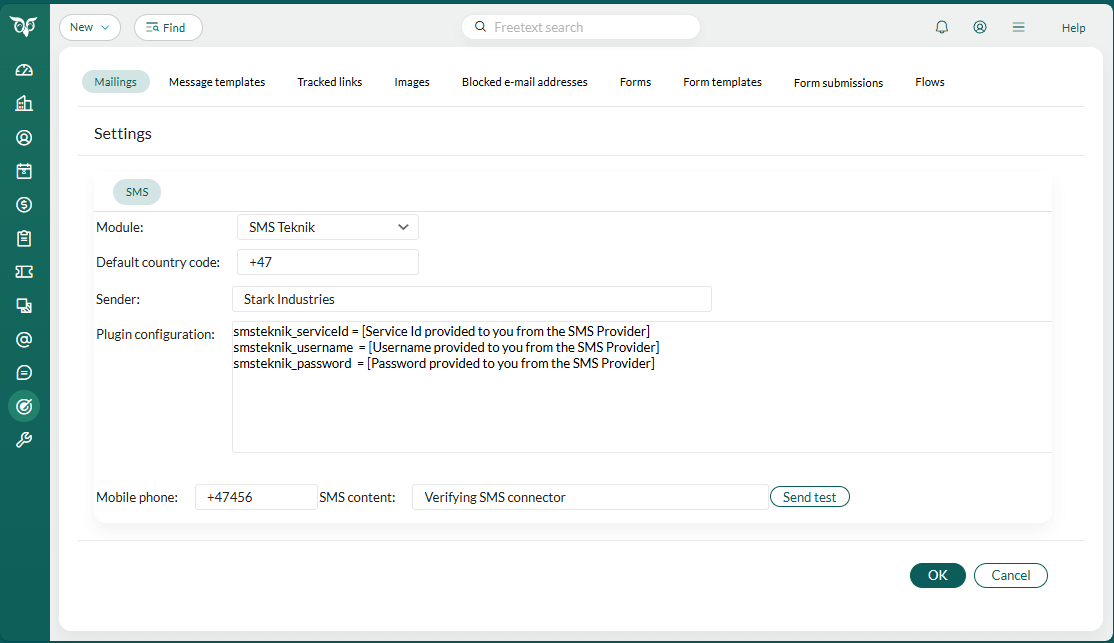 New
Find
Freetext search
Help
Mailings
Message templates
Tracked links
Images
Blocked e-mail addresses
Forms
Form templates
Form submissions
Flows
Settings
SMS
Module:
SMS Teknik
Default country code:
+47
Sender:
Stark Industries
Plugin configuration:
smsteknik_serviceId = [Service Id provided to you from the SMS Provider]
smsteknik_username = [Username provided to you from the SMS Provider]
smsteknik_password = [Password provided to you from the SMS Provider]
Mobile phone:
+47456
SMS content:
Verifying SMS connector
Send test
OK
Cancel